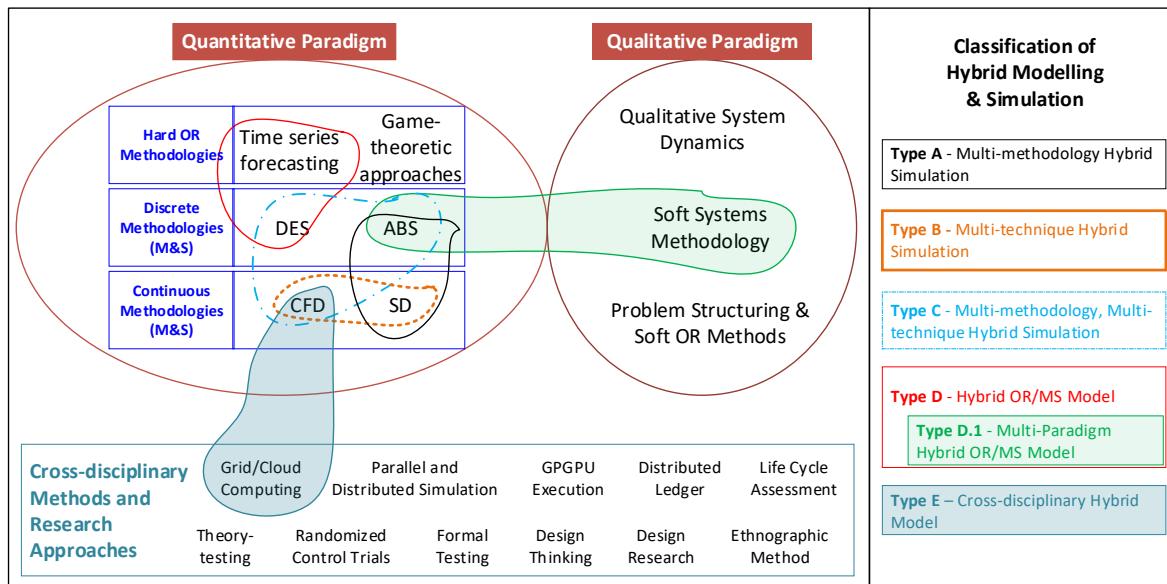 Quantitative Paradigm
Qualitative Paradigm
Hard OR
Methodologies
Time series
forecasting
Game-
theoretic
approaches
Discrete
Methodologies
(M&S)
DES
ABS
Continuous
Methodologies
(M&S)
CFD
SD
Qualitative System
Dynamics
Soft Systems
Methodology
Problem Structuring &
Soft OR Methods
Cross-disciplinary
Methods and
Research
Approaches
Grid/Cloud
Computing
Parallel and
Distributed Simulation
GPGPU
Execution
Distributed
Ledger
Life Cycle
Assessment
Theory-
testing
Randomized
Control Trials
Formal
Testing
Design
Thinking
Design
Research
Ethnographic
Method
Classification of
Hybrid Modelling
& Simulation
Type A - Multi-methodology Hybrid
Simulation
Type B - Multi-technique Hybrid
Simulation
Type C - Multi-methodology, Multi-
technique Hybrid Simulation
Type D - Hybrid OR/MS Model
Type D.1 - Multi-Paradigm
Hybrid OR/MS Model
Type E – Cross-disciplinary Hybrid
Model